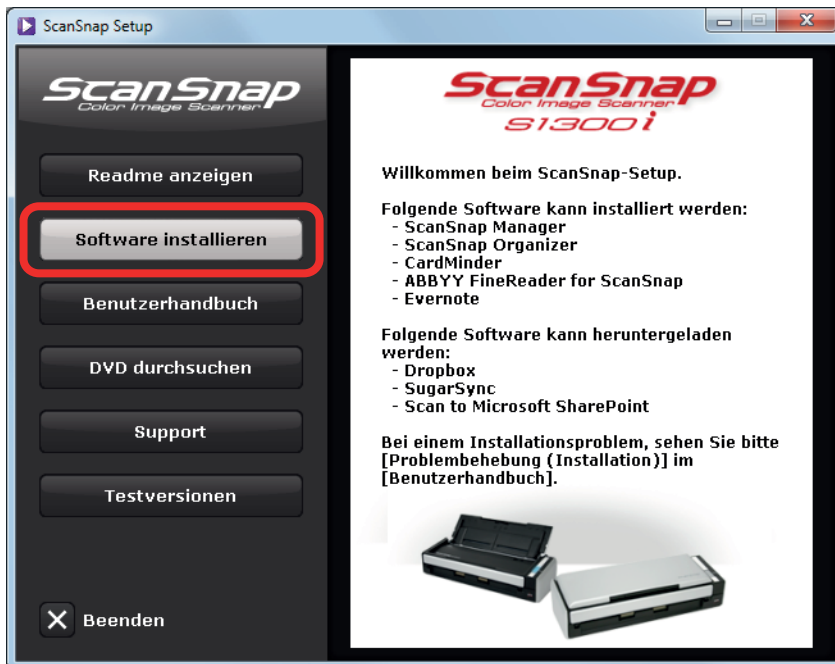 ScanSnap Setup
ScanSnap
Color Image Scanner
Readme anzeigen
Software installieren
Benutzerhandbuch
DVD durchsuchen
Support
Testversionen
Beenden
ScanSnap
Color Image Scanner
S1300i
Willkommen beim ScanSnap-Setup.
Folgende Software kann installiert werden:
- ScanSnap Manager
- ScanSnap Organizer
- CardMinder
- ABBYY FineReader for ScanSnap
- Evernote
Folgende Software kann heruntergeladen
werden:
- Dropbox
- SugarSync
- Scan to Microsoft SharePoint
Bei einem Installationsproblem, sehen Sie bitte
[Problembehebung (Installation)] im
[Benutzerhandbuch].